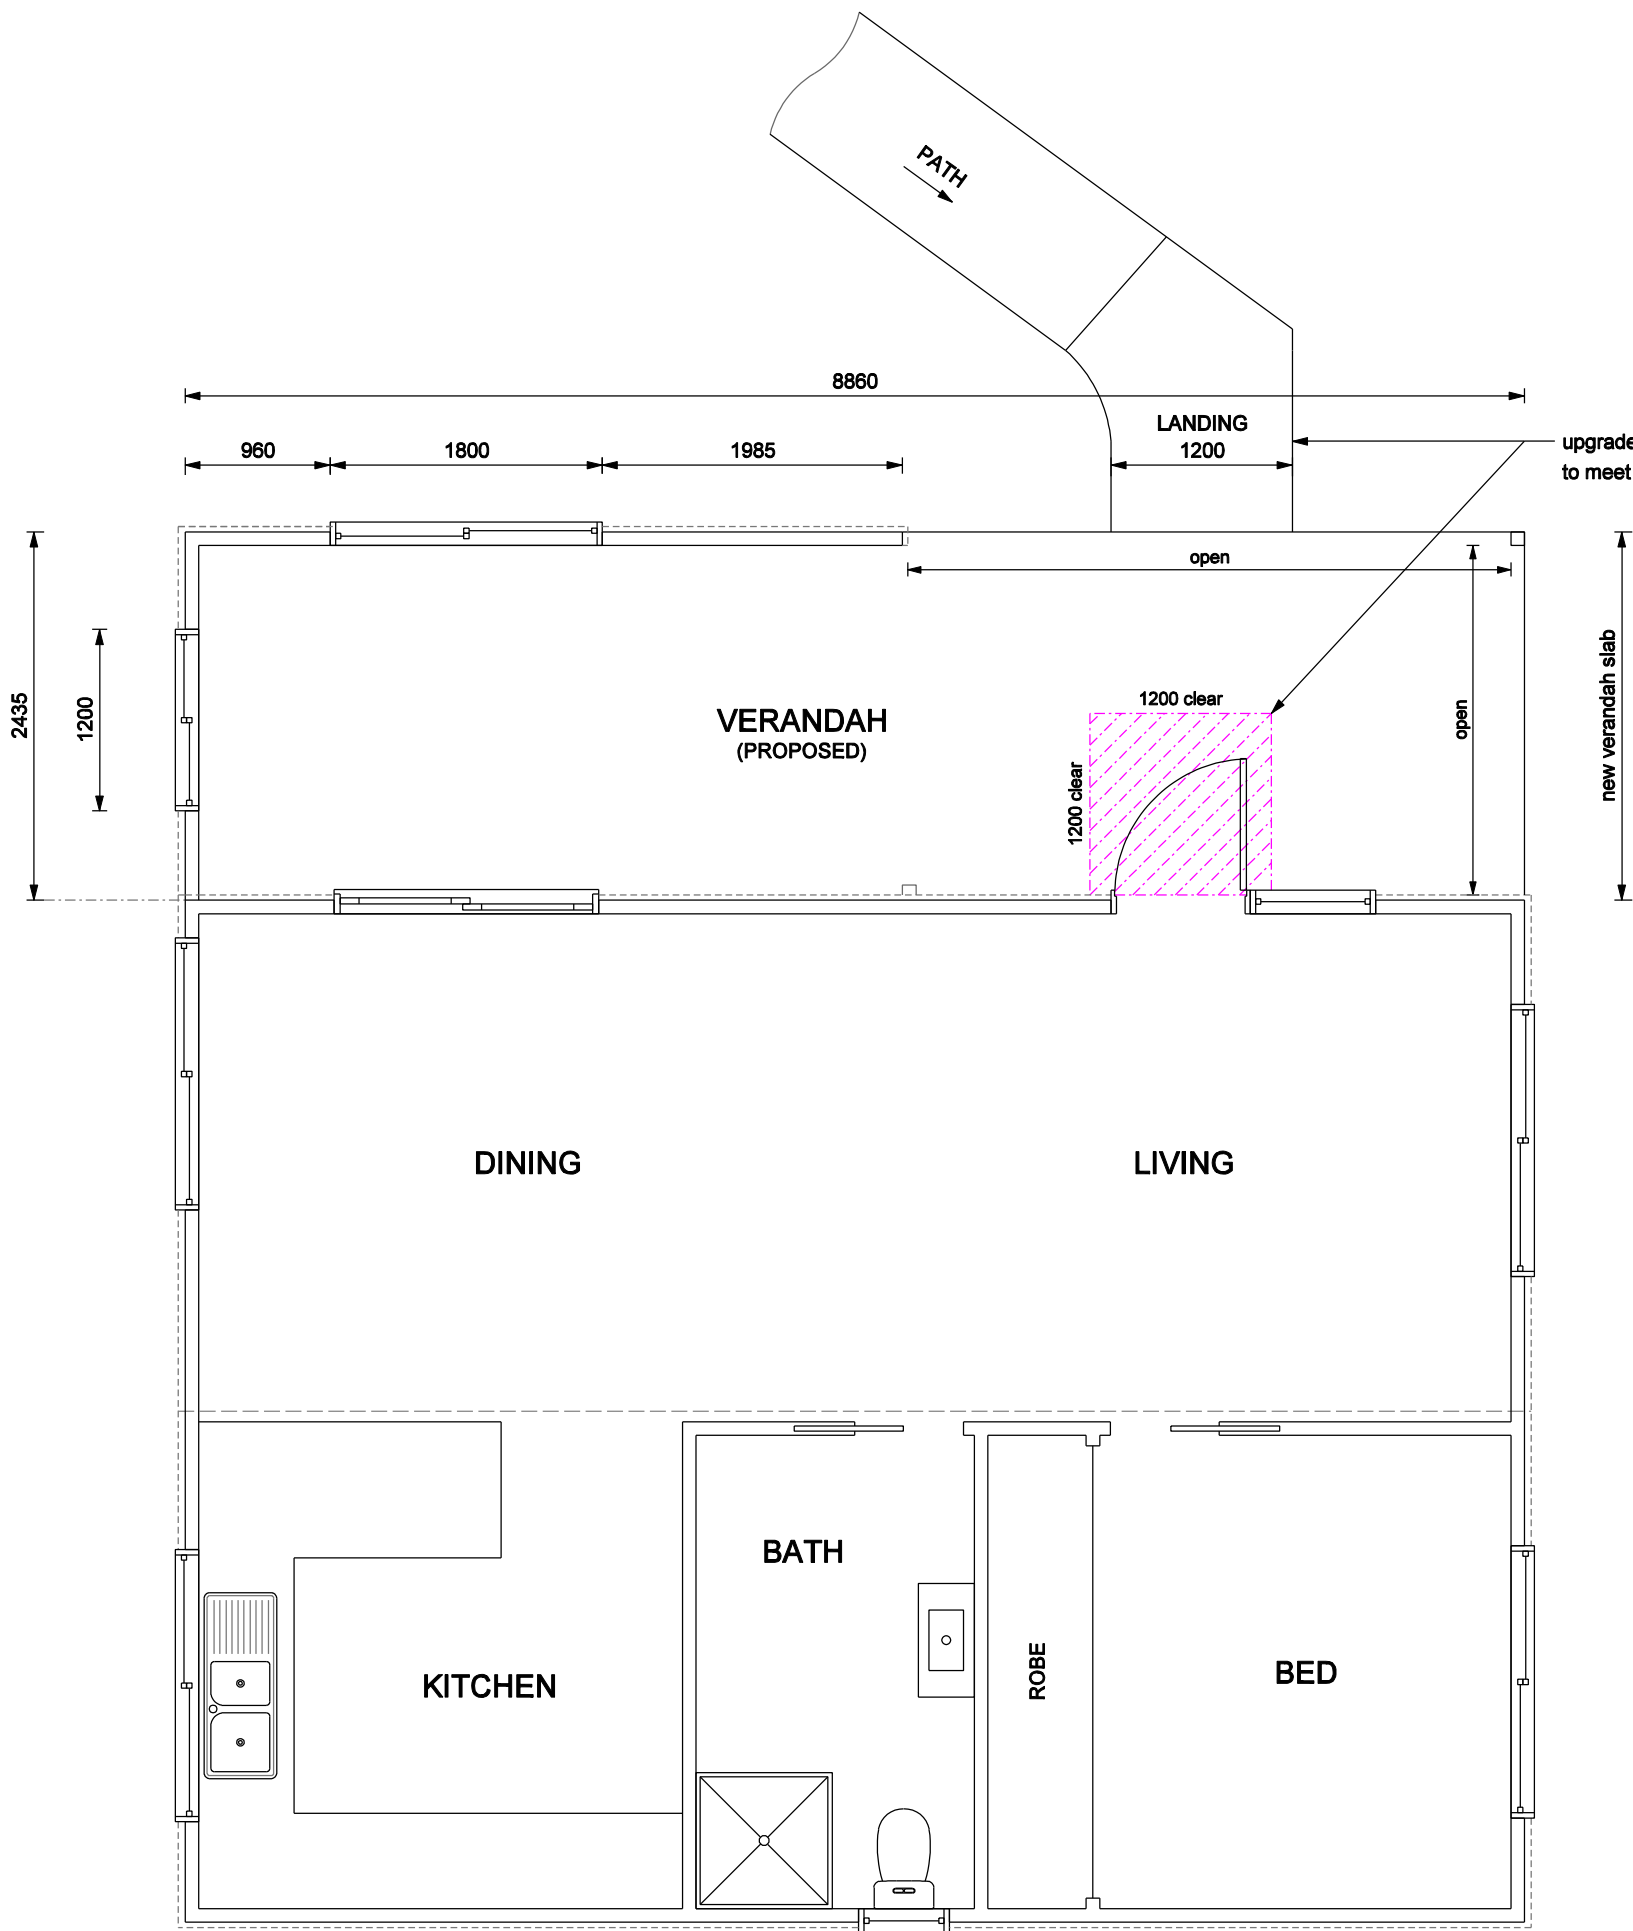 PATH
8860
960
1800
1985
LANDING
1200
upgrade
to meet
open
2435
1200
VERANDAH
(PROPOSED)
1200 clear
1200 clear
open
new verandah slab
DINING
LIVING
BATH
KITCHEN
ROBE
BED